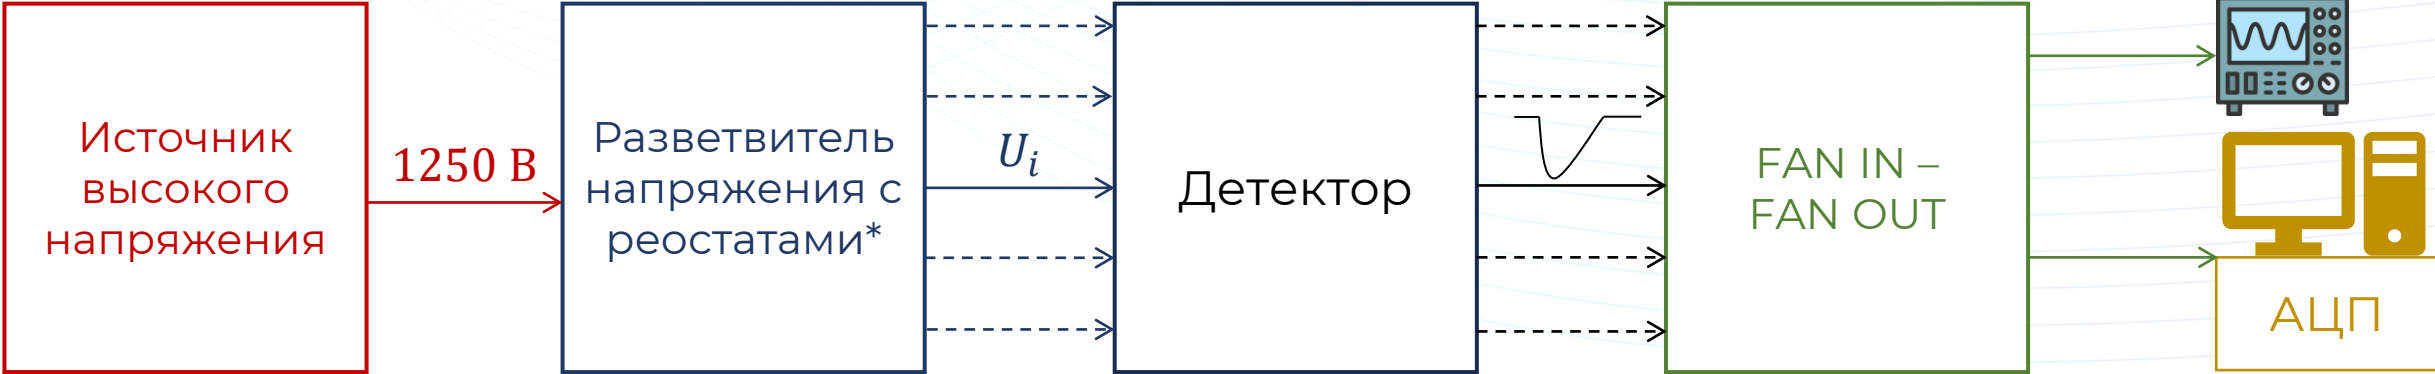 Источник
высокого
напряжения
1250 В
Разветвитель
напряжения с
реостатами*
U_i
Детектор
FAN IN –
FAN OUT
АЦП